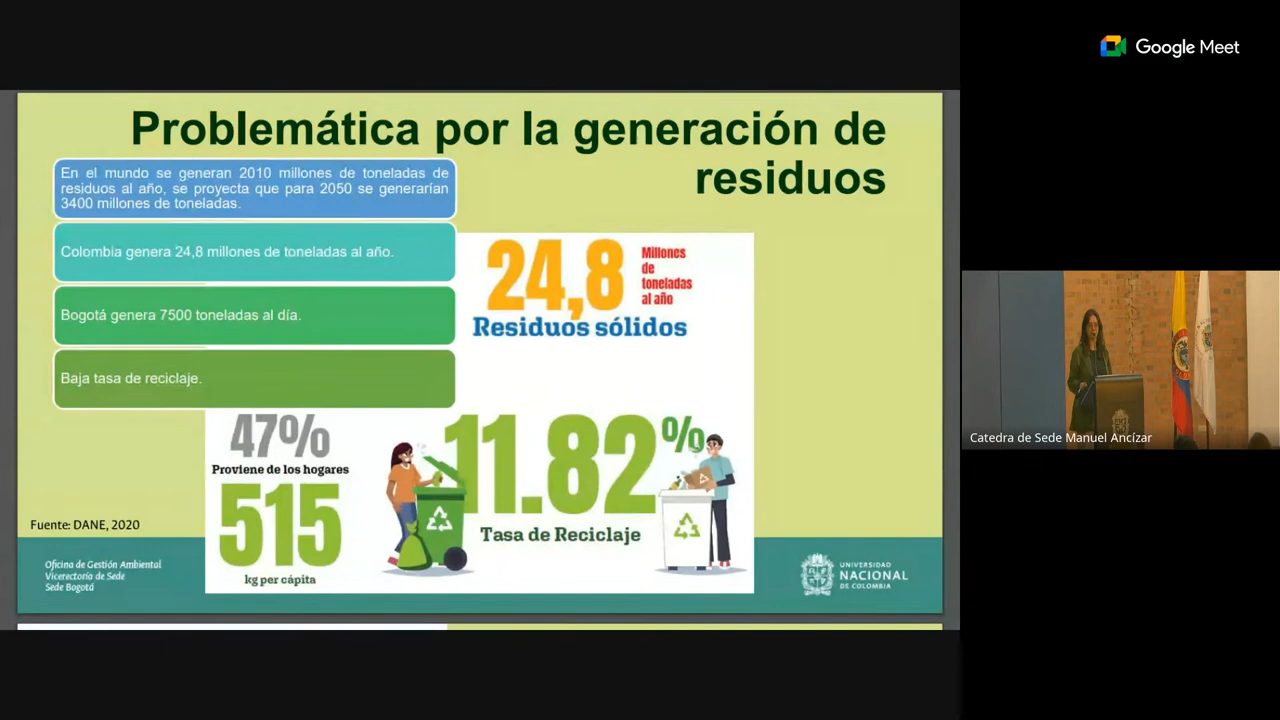 Google Meet
Problemática por la generación de
residuos
En el mundo se generan 2010 millones de toneladas de
residuos al año, se proyecta que para 2050 se generarían
3400 millones de toneladas.
Colombia genera 24,8 millones de toneladas al año.
Bogotá genera 7500 toneladas al día.
Baja tasa de reciclaje.
24,8
Millones
de
toneladas
al año
Residuos sólidos
47%
Proviene de los hogares
515
kg per cápita
11.82%
Tasa de Reciclaje
Fuente: DANE, 2020
Oficina de Gestión Ambiental
Vicerectoría de Sede
Sede Bogotá
UNIVERSIDAD
NACIONAL
DE COLOMBIA
Catedra de Sede Manuel Ancízar